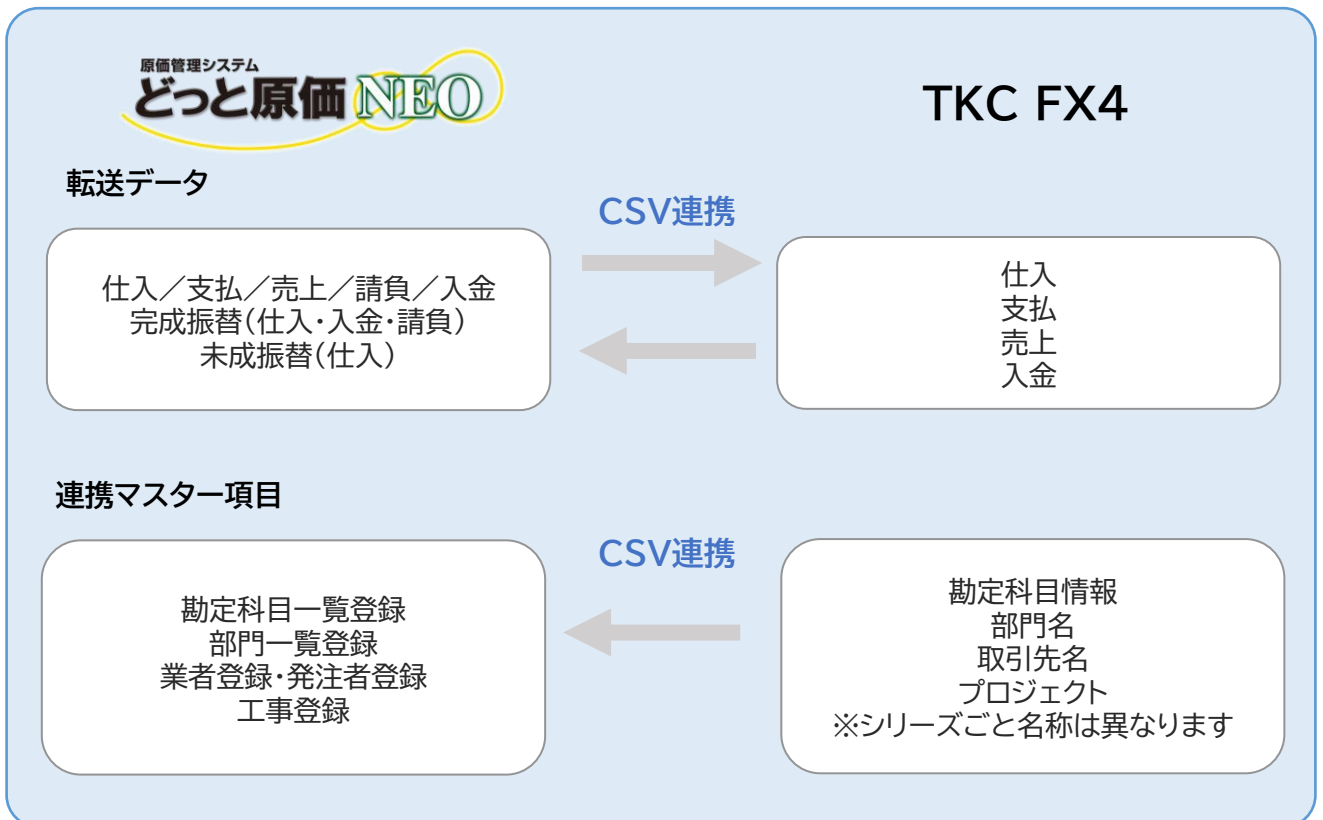 原価管理システム
どっと原価NEO
TKC FX4
転送データ
CSV連携
仕入／支払／売上／請負／入金
完成振替(仕入・入金・請負)
未成振替(仕入)
仕入
支払
売上
入金
連携マスター項目
CSV連携
勘定科目一覧登録
部門一覧登録
業者登録・発注者登録
工事登録
勘定科目情報
部門名
取引先名
プロジェクト
※シリーズごと名称は異なります